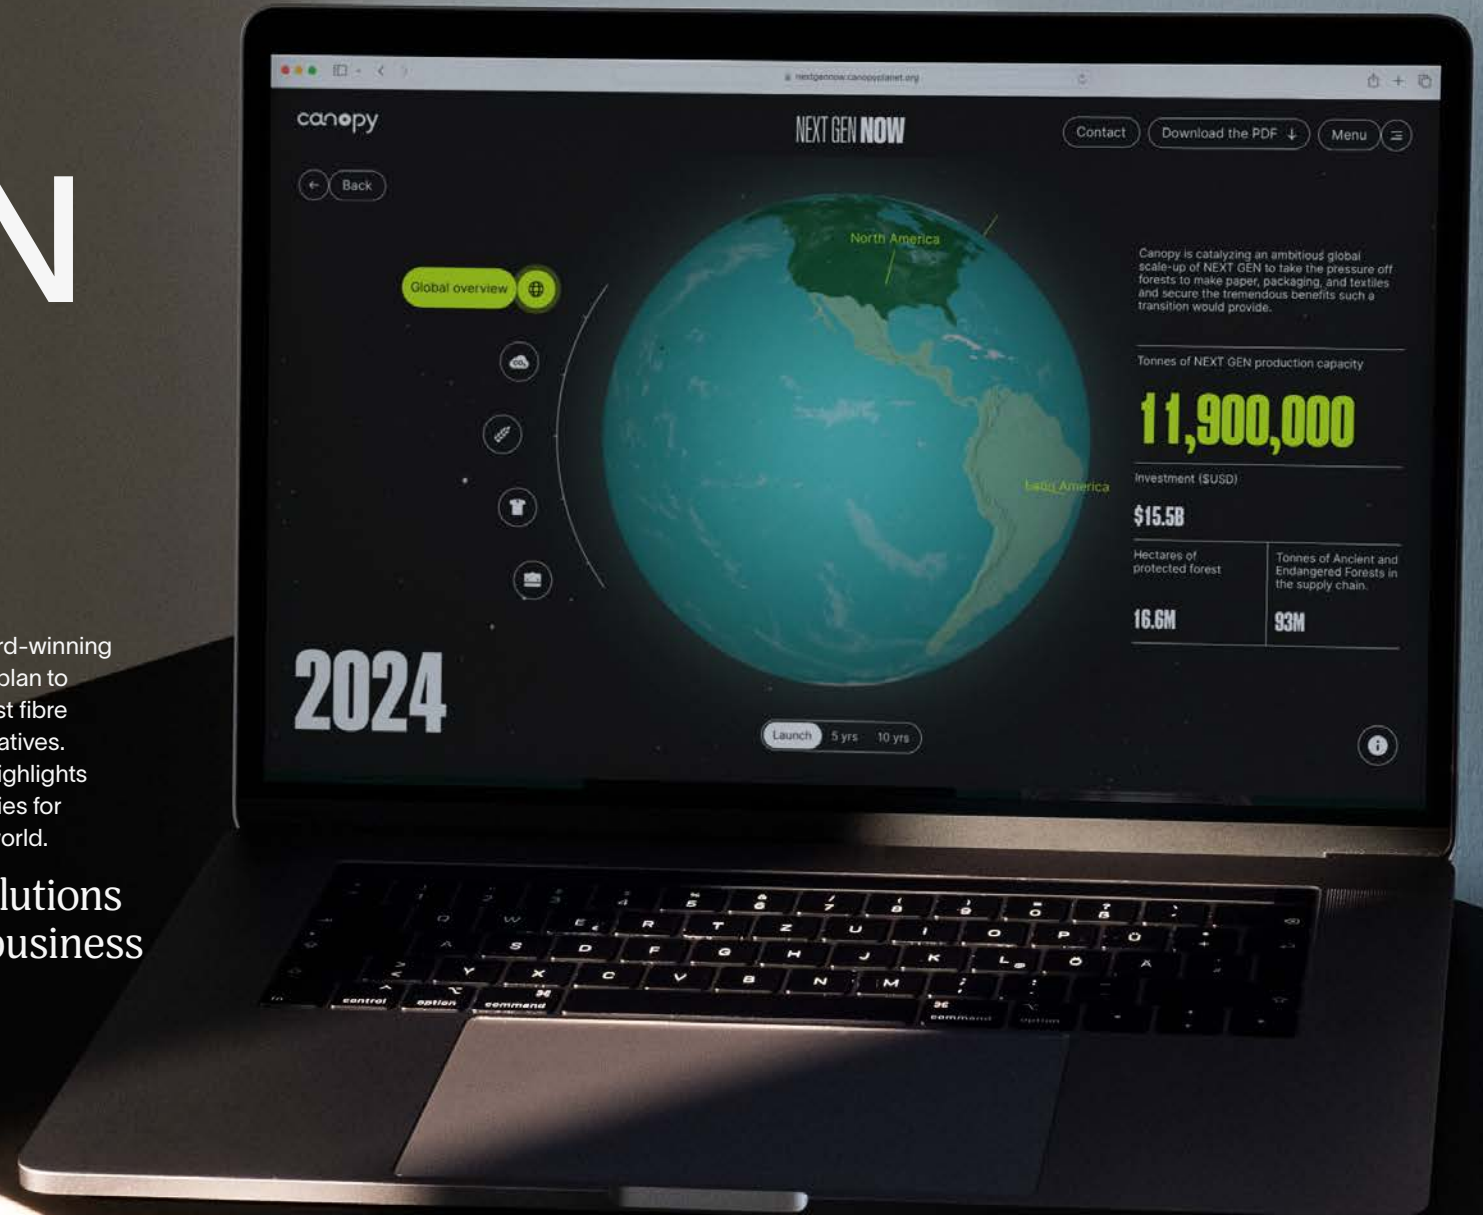 N
rd-winning
plan to
st fibre
atives.
ighlights
ies for
orld.
lutions
business
nextgennow.canopyplanet.org
canopy
NEXT GEN NOW
Contact
Download the PDF ↓
Menu
← Back
Global overview
CO₂
North America
Latin America
Canopy is catalyzing an ambitious global
scale-up of NEXT GEN to take the pressure off
forests to make paper, packaging, and textiles
and secure the tremendous benefits such a
transition would provide.
Tonnes of NEXT GEN production capacity
11,900,000
Investment ($USD)
$15.5B
Hectares of
protected forest
16.6M
Tonnes of Ancient and
Endangered Forests in
the supply chain.
93M
2024
Launch 5 yrs 10 yrs
E R T Z U I O P Ü
A S D F G H J K L Ö Ä
Y X C V B N M
control option command command option